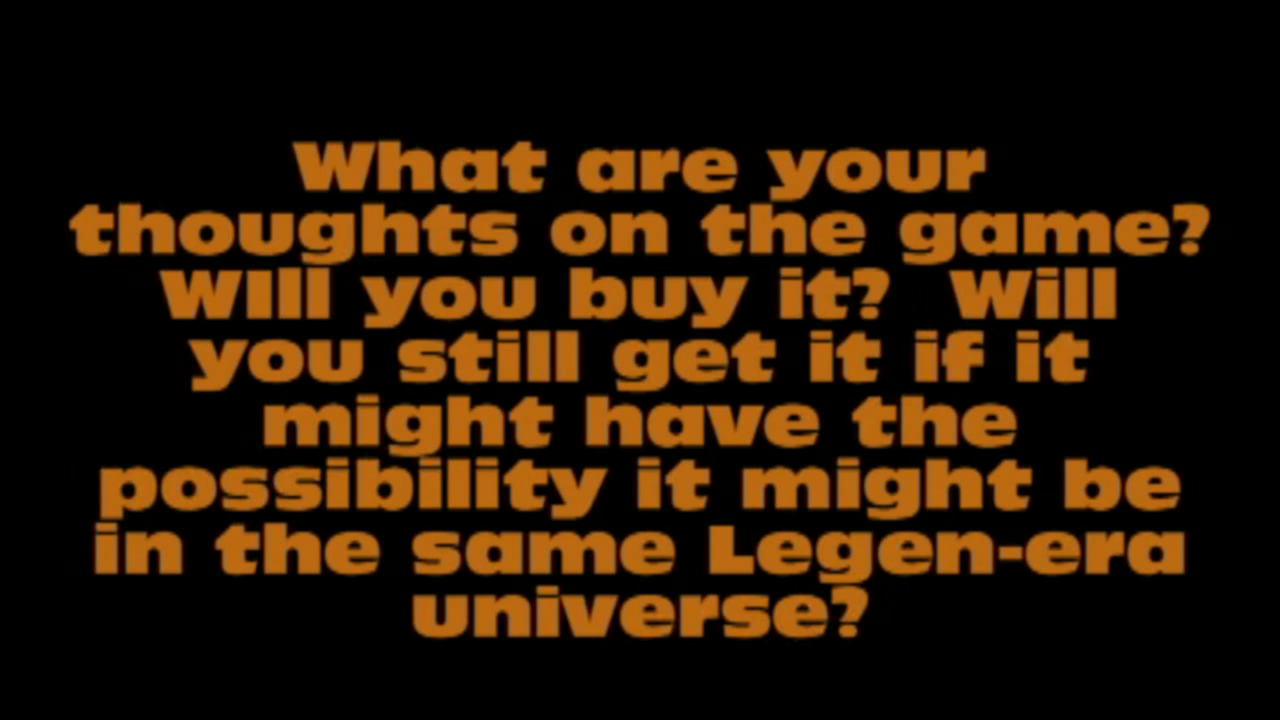 What are your
thoughts on the game?
WIll you buy it?  Will
you still get it if it
might have the
possibility it might be
in the same Legen-era
universe?